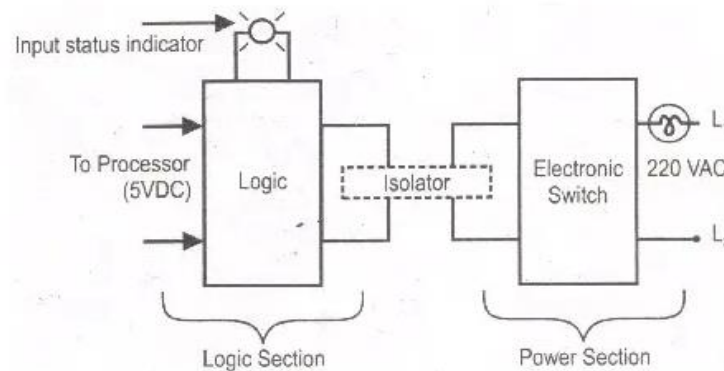 Input status indicator
To Processor
(5VDC)
Logic
Isolator
Electronic
Switch
L
220 VAC
L
Logic Section
Power Section